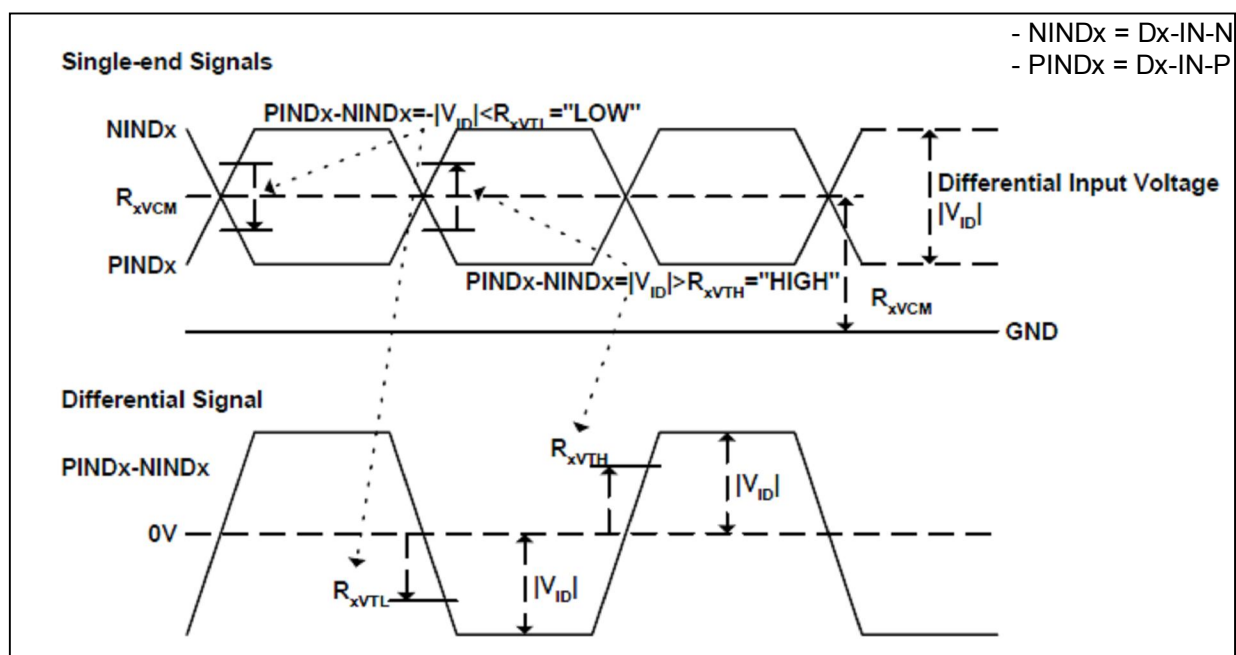 - NINDx = Dx-IN-N
- PINDx = Dx-IN-P
Single-end Signals
PINDx-NINDx=-|VID|<RxVTL="LOW"
NINDx
RxVCM
PINDx
Differential Input Voltage
|VID|
PINDx-NINDx=|VID|>RxVTH="HIGH"
RxVCM
GND
Differential Signal
PINDx-NINDx
RxVTH
|VID|
0V
RxVTL
|VID|